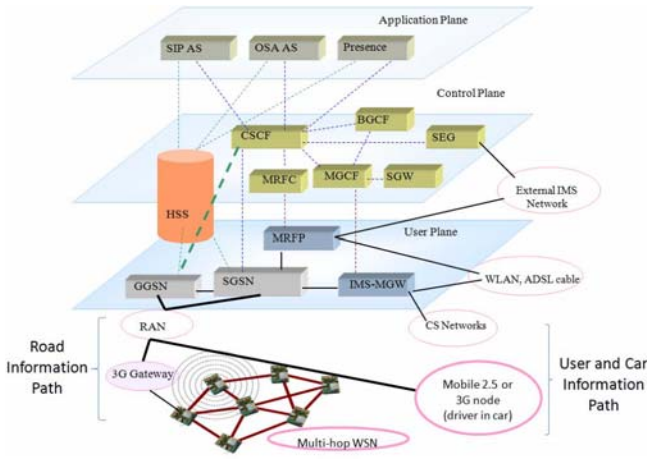 Application Plane
SIP AS
OSA AS
Presence
Control Plane
BGCF
CSCF
SEG
MRFC
MGCF
SGW
External IMS
Network
HSS
MRFP
User Plane
GGSN
SGSN
IMS-MGW
WLAN, ADSL cable
RAN
CS Networks
Road
Information
Path
3G Gateway
Mobile 2.5 or
3G node
(driver in car)
User and Car
Information
Path
Multi-hop WSN